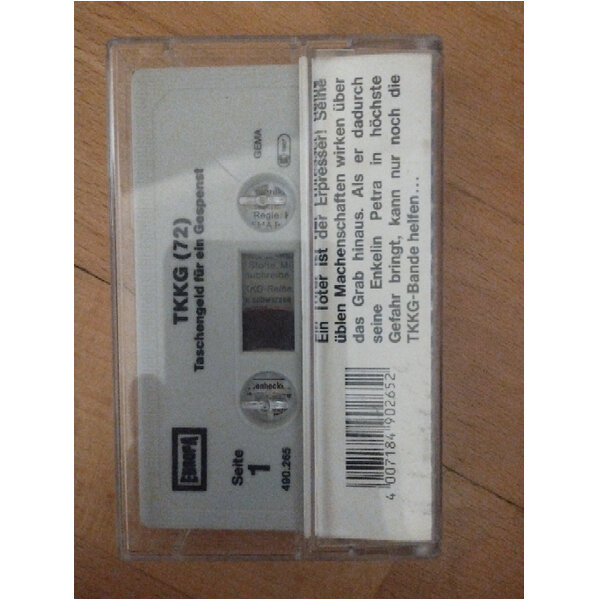 TKKG (72)
Taschengeld für ein Gespenst
GEMA
Regie:
EUROPA
Seite
1
490.265
Ein Toter ist der Erpresser! Seine
üblen Machenschaften wirken über
das Grab hinaus. Als er dadurch
seine Enkelin Petra in höchste
Gefahr bringt, kann nur noch die
TKKG-Bande helfen...
4 007184 902652